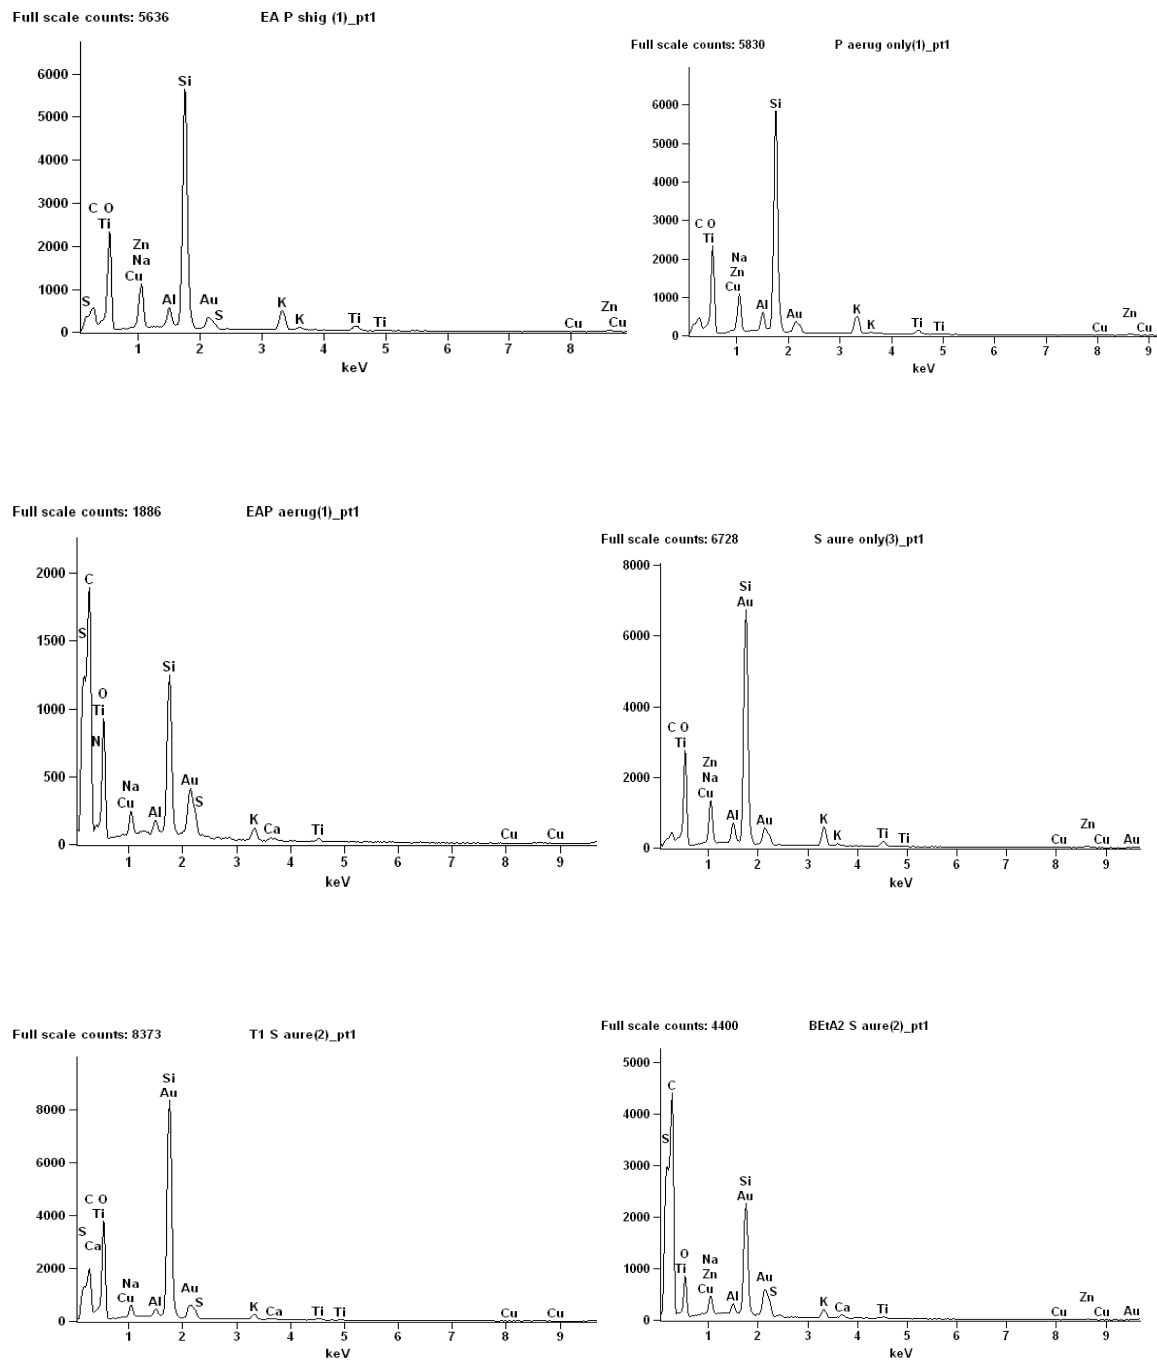 Full scale counts: 5636 EA P shig (1)_pt1
6000
5000
4000
3000
2000
1000
0
Si
C O
Ti
Zn
Na
Cu
S
Al
Au
S
K
K
Ti
Ti
Cu
Zn
Cu
1 2 3 4 5 6 7 8
keV
Full scale counts: 5830 P aerug only(1)_pt1
6000
5000
4000
3000
2000
1000
0
Si
C O
Ti
Na
Zn
Cu
Al
Au
K
K
Ti
Ti
Cu
Zn
Cu
1 2 3 4 5 6 7 8 9
keV
Full scale counts: 1886 EAP aerug(1)_pt1
2000
1500
1000
500
0
C
S
O
Ti
N
Si
Na
Cu
Al
Au
S
K
Ca
Ti
Cu
Cu
1 2 3 4 5 6 7 8 9
keV
Full scale counts: 6728 S aure only(3)_pt1
8000
6000
4000
2000
0
Si
Au
C O
Ti
Zn
Na
Cu
Al
Au
K
K
Ti
Ti
Cu
Zn
Cu
Au
1 2 3 4 5 6 7 8 9
keV
Full scale counts: 8373 T1 S aure(2)_pt1
8000
6000
4000
2000
0
Si
Au
C O
Ti
S
Ca
Na
Cu
Al
Au
S
K
Ca
Ti
Ti
Cu
Cu
1 2 3 4 5 6 7 8 9
keV
Full scale counts: 4400 BEtA2 S aure(2)_pt1
5000
4000
3000
2000
1000
0
C
S
Si
Au
O
Ti
Na
Zn
Cu
Al
Au
S
K
Ca
Ti
Cu
Zn
Cu
Au
1 2 3 4 5 6 7 8 9
keV